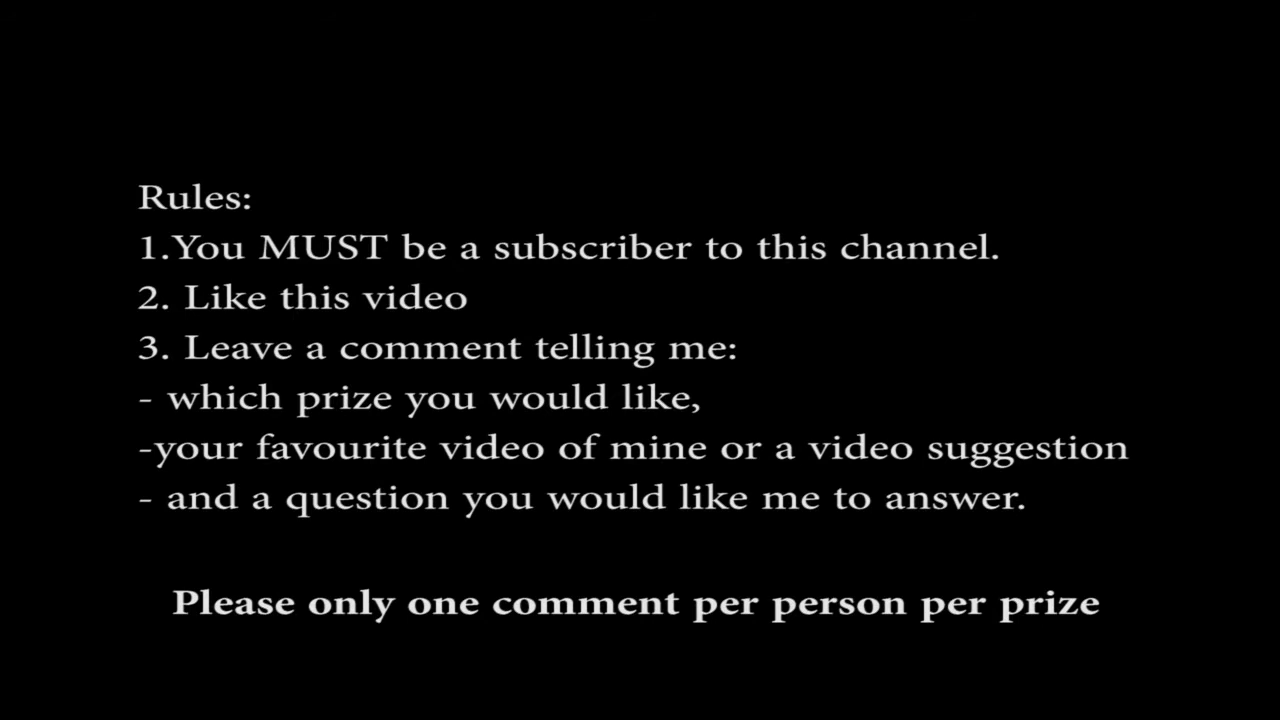 Rules:
1.You MUST be a subscriber to this channel.
2. Like this video
3. Leave a comment telling me:
- which prize you would like,
-your favourite video of mine or a video suggestion
- and a question you would like me to answer.
Please only one comment per person per prize